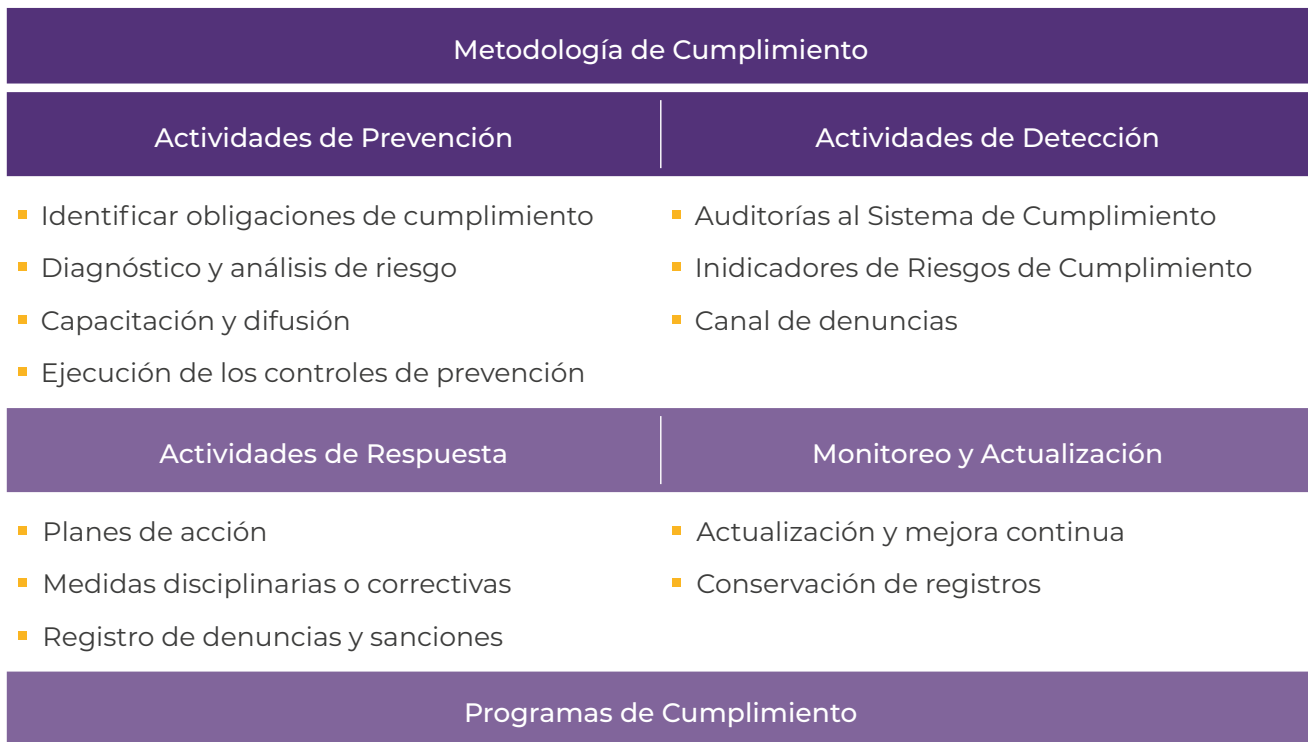 Metodología de Cumplimiento
Actividades de Prevención
Actividades de Detección
Identificar obligaciones de cumplimiento
Diagnóstico y análisis de riesgo
Capacitación y difusión
Ejecución de los controles de prevención
Auditorías al Sistema de Cumplimiento
Inidicadores de Riesgos de Cumplimiento
Canal de denuncias
Actividades de Respuesta
Monitoreo y Actualización
Planes de acción
Medidas disciplinarias o correctivas
Registro de denuncias y sanciones
Actualización y mejora continua
Conservación de registros
Programas de Cumplimiento